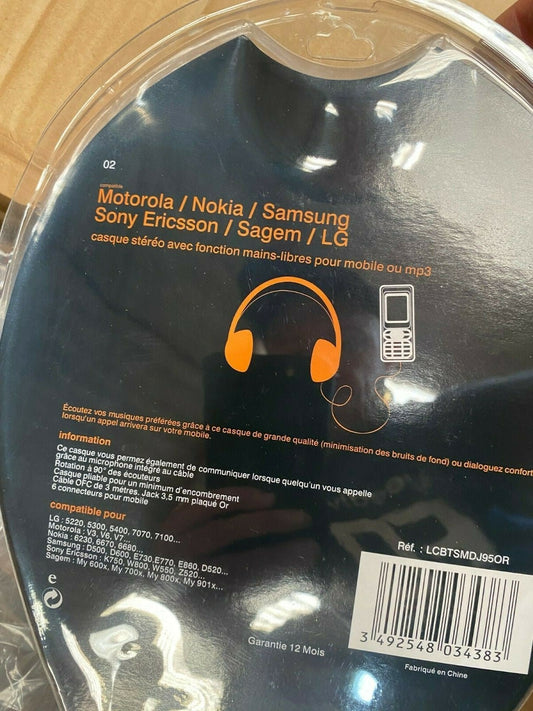 02
compatible
Motorola / Nokia / Samsung
Sony Ericsson / Sagem / LG
casque stéréo avec fonction mains-libres pour mobile ou mp3
Écoutez vos musiques préférées grâce à ce casque de grande qualité (minimisation des bruits de fond) ou dialoguez confort
lorsqu'un appel arrivera sur votre mobile.
information
Ce casque vous permez également de communiquer lorsque quelqu'un vous appelle
grâce au microphone intégré au câble
Rotation à 90° des écouteurs
Casque pliable pour un minimum d'encombrement
Câble OFC de 3 mètres. Jack 3,5 mm plaqué Or
6 connecteurs pour mobile
compatible pour
LG : 5220, 5300, 5400, 7070, 7100...
Motorola : V3, V6, V7...
Nokia : 6230, 6670, 6680...
Samsung : D500, D600, E730, E770, E860, D520...
Sony Ericsson : K750, W800, W550, Z520...
Sagem : My 600x, My 700x, My 800x, My 901x...
Réf. : LCBTSMDJ95OR
3 492548 034383
Garantie 12 Mois
Fabriqué en Chine